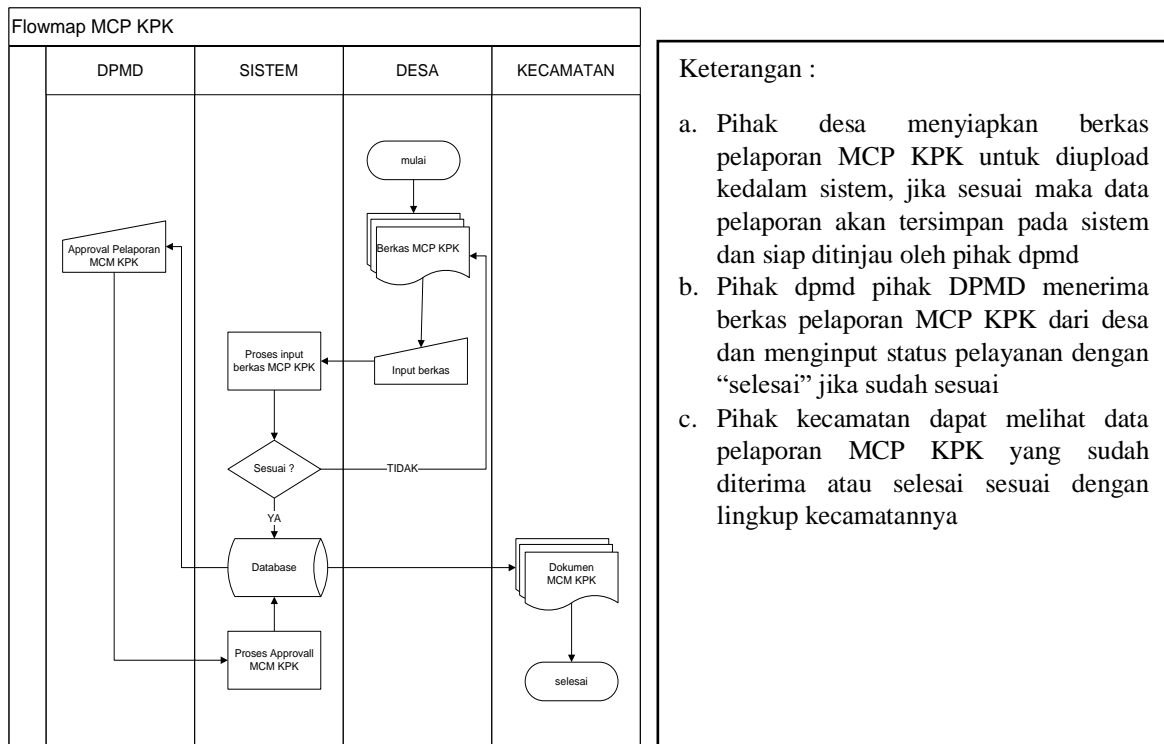 Flowmap MCP KPK
DPMD
SISTEM
DESA
KECAMATAN
mulai
Berkas MCP KPK
Approval Pelaporan
MCM KPK
Proses input
berkas MCP KPK
Input berkas
Sesuai ?
TIDAK
YA
Database
Dokumen
MCM KPK
Proses Approvall
MCM KPK
selesai
Keterangan :
a. Pihak desa menyiapkan berkas
pelaporan MCP KPK untuk diupload
kedalam sistem, jika sesuai maka data
pelaporan akan tersimpan pada sistem
dan siap ditinjau oleh pihak dpmd
b. Pihak dpmd pihak DPMD menerima
berkas pelaporan MCP KPK dari desa
dan menginput status pelayanan dengan
“selesai” jika sudah sesuai
c. Pihak kecamatan dapat melihat data
pelaporan MCP KPK yang sudah
diterima atau selesai sesuai dengan
lingkup kecamatannya